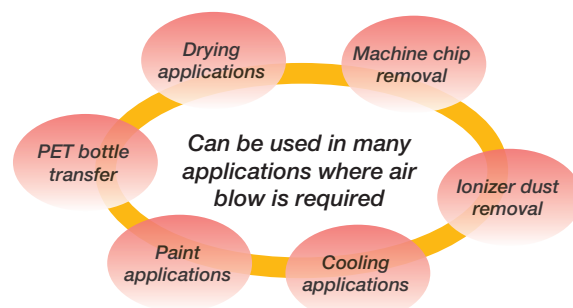 Drying
applications
Machine chip
removal
PET bottle
transfer
Can be used in many
applications where air
blow is required
Ionizer dust
removal
Paint
applications
Cooling
applications